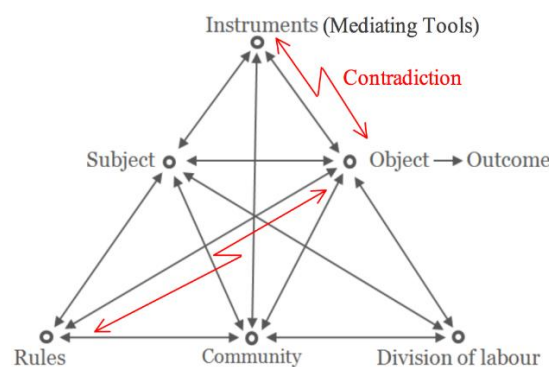 Instruments (Mediating Tools)
Contradiction
Subject
Object
Outcome
Rules
Community
Division of labour